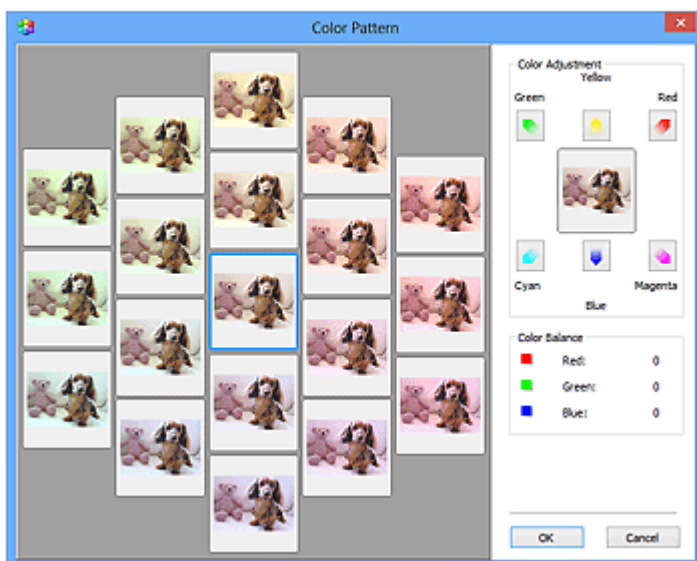 Color Pattern
Color Adjustment
Yellow
Green Red
Cyan Magenta
Blue
Color Balance
Red: 0
Green: 0
Blue: 0
OK Cancel